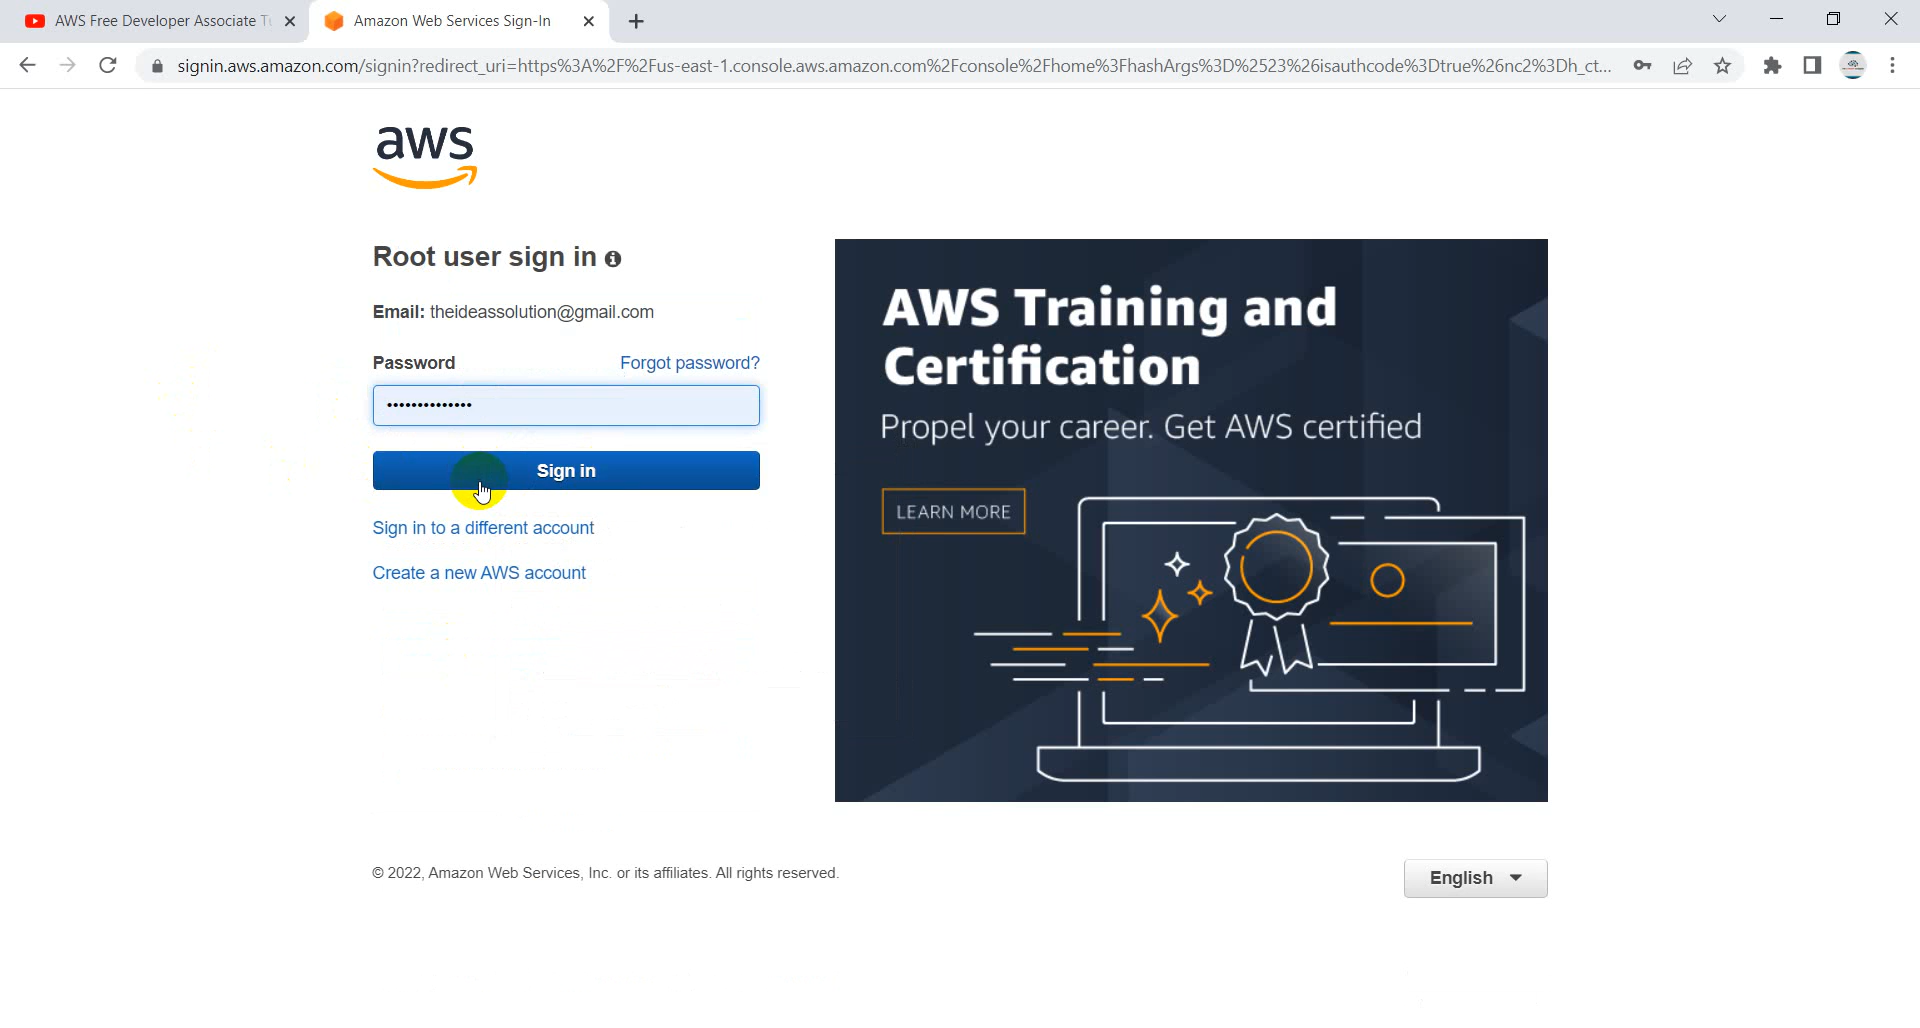 AWS Free Developer Associate Tu
Amazon Web Services Sign-In
signin.aws.amazon.com/signin?redirect_uri=https%3A%2F%2Fus-east-1.console.aws.amazon.com%2Fconsole%2Fhome%3FhashArgs%3D%2523%26isauthcode%3Dtrue%26nc2%3Dh_ct...
aws
Root user sign in
Email: theideassolution@gmail.com
Password Forgot password?
Sign in
Sign in to a different account
Create a new AWS account
AWS Training and
Certification
Propel your career. Get AWS certified
LEARN MORE
© 2022, Amazon Web Services, Inc. or its affiliates. All rights reserved.
English